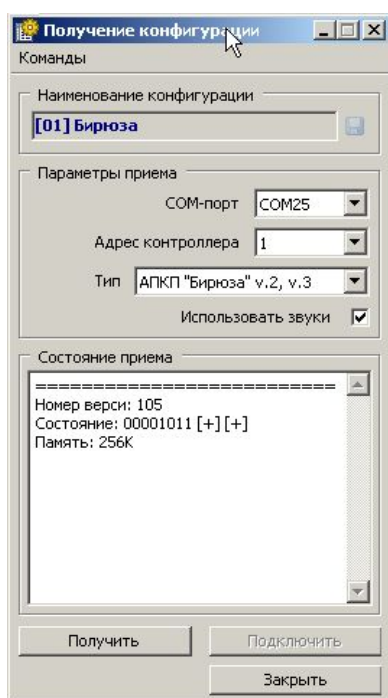 Получение конфигурации
Команды
Наименование конфигурации
[01] Бирюза
Параметры приема
COM-порт COM25
Адрес контроллера 1
Тип АПКП "Бирюза" v.2, v.3
Использовать звуки
Состояние приема
===========================
Номер верси: 105
Состояние: 00001011 [+] [+]
Память: 256K
Получить Подключить
Закрыть